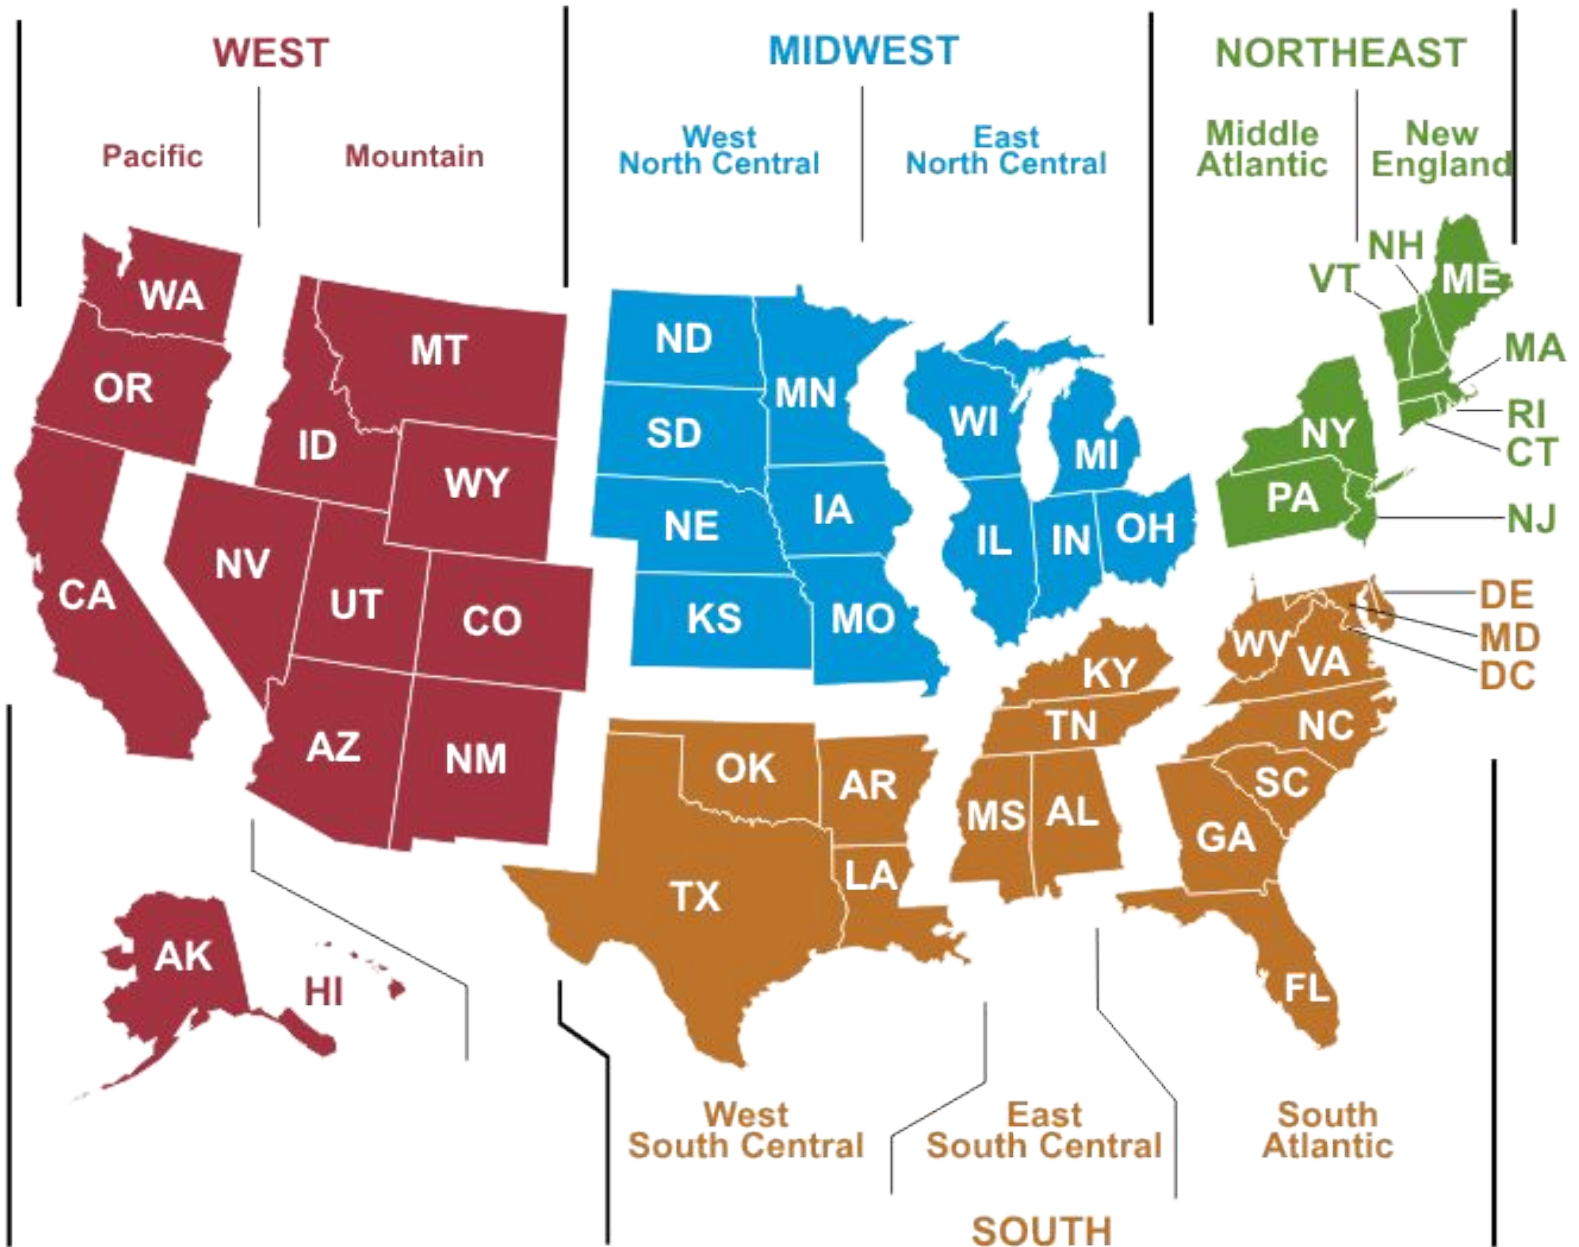 WEST
MIDWEST
NORTHEAST
Pacific
Mountain
West
North Central
East
North Central
Middle
Atlantic
New
England
WA
OR
CA
MT
ID
WY
NV
UT
CO
AZ
NM
AK
HI
ND
SD
NE
KS
MN
IA
MO
WI
MI
IL
IN
OH
NH
VT
ME
MA
RI
CT
NY
PA
NJ
DE
MD
DC
WV
VA
KY
TN
NC
SC
GA
FL
OK
AR
TX
LA
MS
AL
West
South Central
East
South Central
South
Atlantic
SOUTH